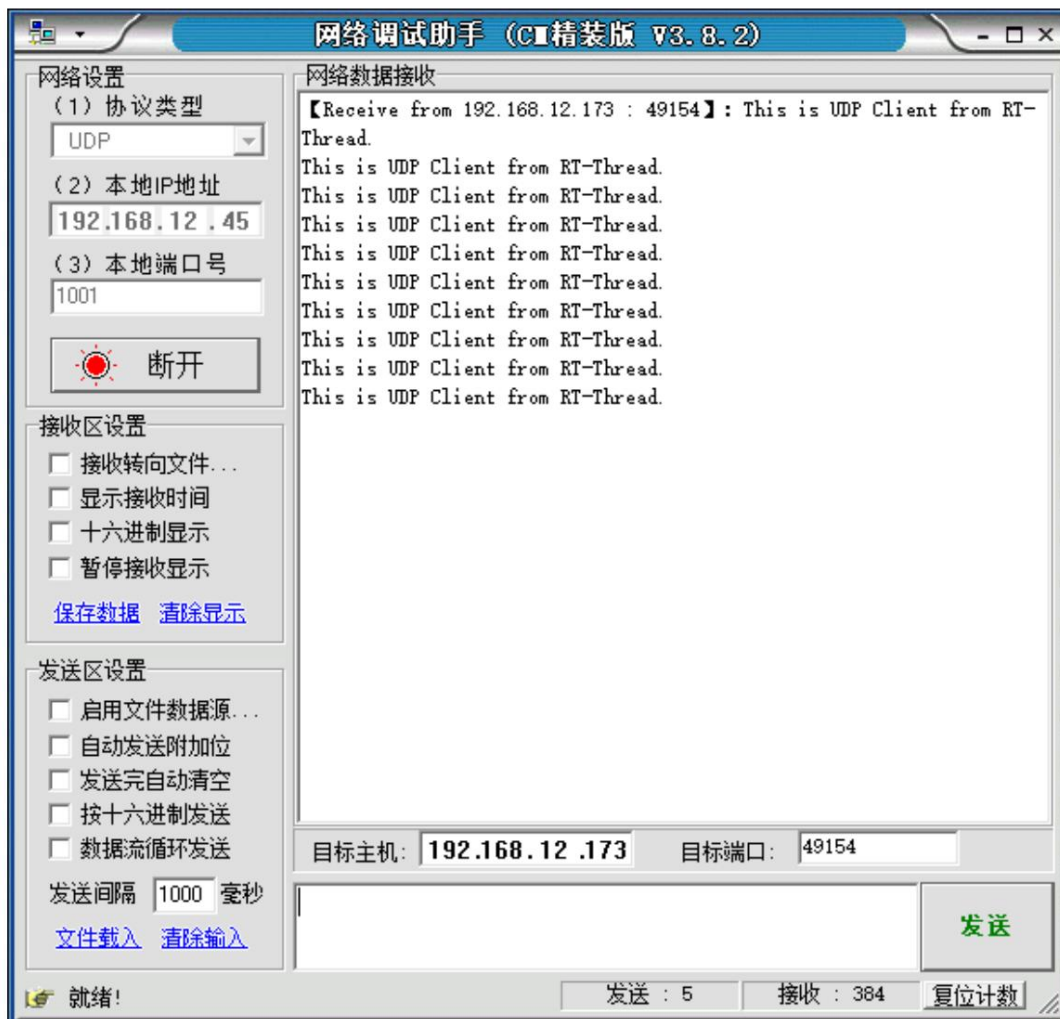 网络调试助手 (CⅢ精装版 V3.8.2)
网络设置
(1) 协议类型
UDP
(2) 本地IP地址
192.168.12.45
(3) 本地端口号
1001
断开
接收区设置
接收转向文件...
显示接收时间
十六进制显示
暂停接收显示
保存数据 清除显示
发送区设置
启用文件数据源...
自动发送附加位
发送完自动清空
按十六进制发送
数据流循环发送
发送间隔 1000 毫秒
文件载入 清除输入
网络数据接收
【Receive from 192.168.12.173 : 49154】: This is UDP Client from RT-
Thread.
This is UDP Client from RT-Thread.
This is UDP Client from RT-Thread.
This is UDP Client from RT-Thread.
This is UDP Client from RT-Thread.
This is UDP Client from RT-Thread.
This is UDP Client from RT-Thread.
This is UDP Client from RT-Thread.
This is UDP Client from RT-Thread.
This is UDP Client from RT-Thread.
目标主机: 192.168.12.173 目标端口: 49154
发送
就绪! 发送 : 5 接收 : 384 复位计数